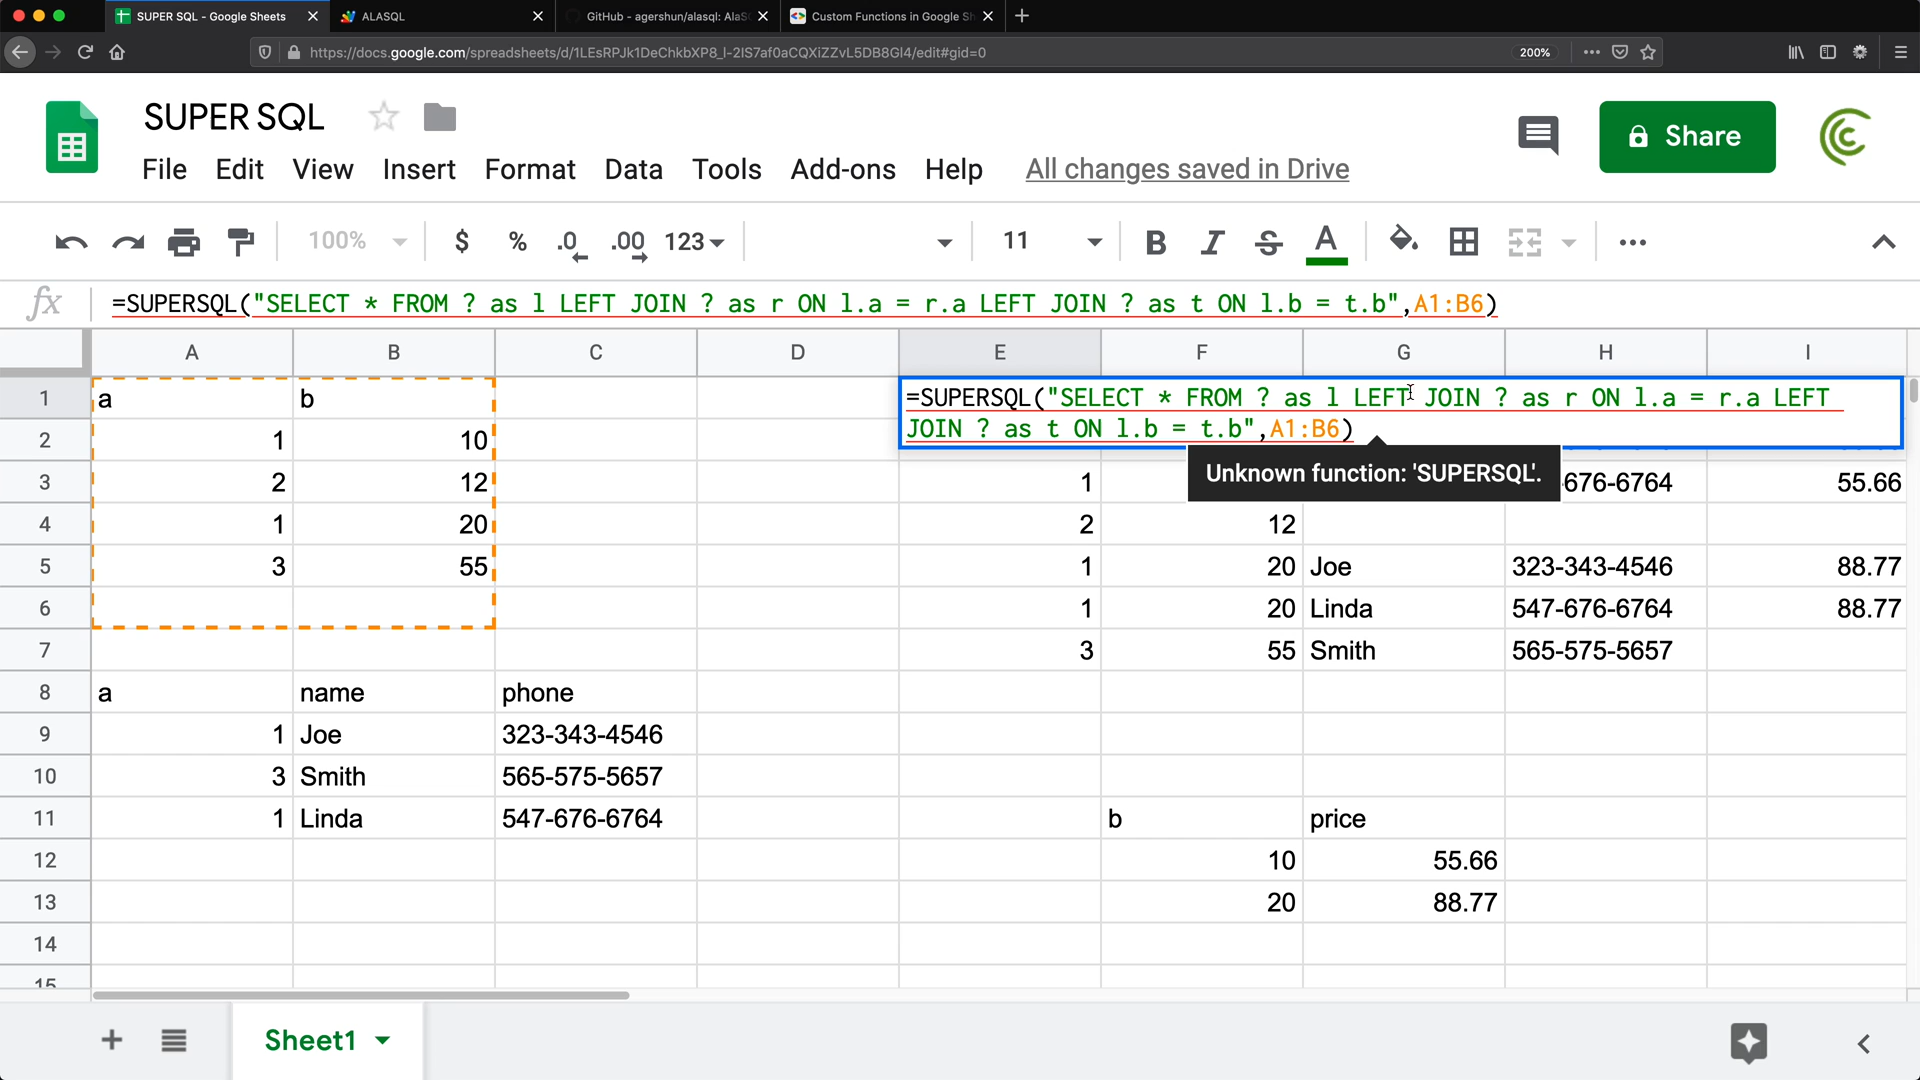 SUPER SQL - Google Sheets
ALASQL
GitHub - agershun/alasql: AlaS
Custom Functions in Google Sh
https://docs.google.com/spreadsheets/d/1LEsRPJk1DeChkbXP8_l-2IS7af0aCQXiZZvL5DB8Gl4/edit#gid=0
200%
SUPER SQL
Share
File Edit View Insert Format Data Tools Add-ons Help All changes saved in Drive
100% $ % .0 .00 123 11 B I S A
fx =SUPERSQL("SELECT * FROM ? as l LEFT JOIN ? as r ON l.a = r.a LEFT JOIN ? as t ON l.b = t.b",A1:B6)
A B C D E F G H I
1 a b =SUPERSQL("SELECT * FROM ? as l LEFT JOIN ? as r ON l.a = r.a LEFT
JOIN ? as t ON l.b = t.b",A1:B6)
2 1 10
Unknown function: 'SUPERSQL'.
3 2 12 1 -676-6764 55.66
4 1 20 2 12
5 3 55 1 20 Joe 323-343-4546 88.77
6 1 20 Linda 547-676-6764 88.77
7 3 55 Smith 565-575-5657
8 a name phone
9 1 Joe 323-343-4546
10 3 Smith 565-575-5657
11 1 Linda 547-676-6764 b price
12 10 55.66
13 20 88.77
14
15
Sheet1